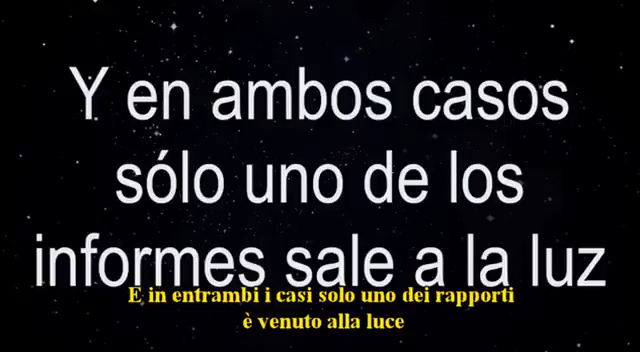 Y en ambos casos
sólo uno de los
informes sale a la luz
E in entrambi i casi solo uno dei rapporti
è venuto alla luce